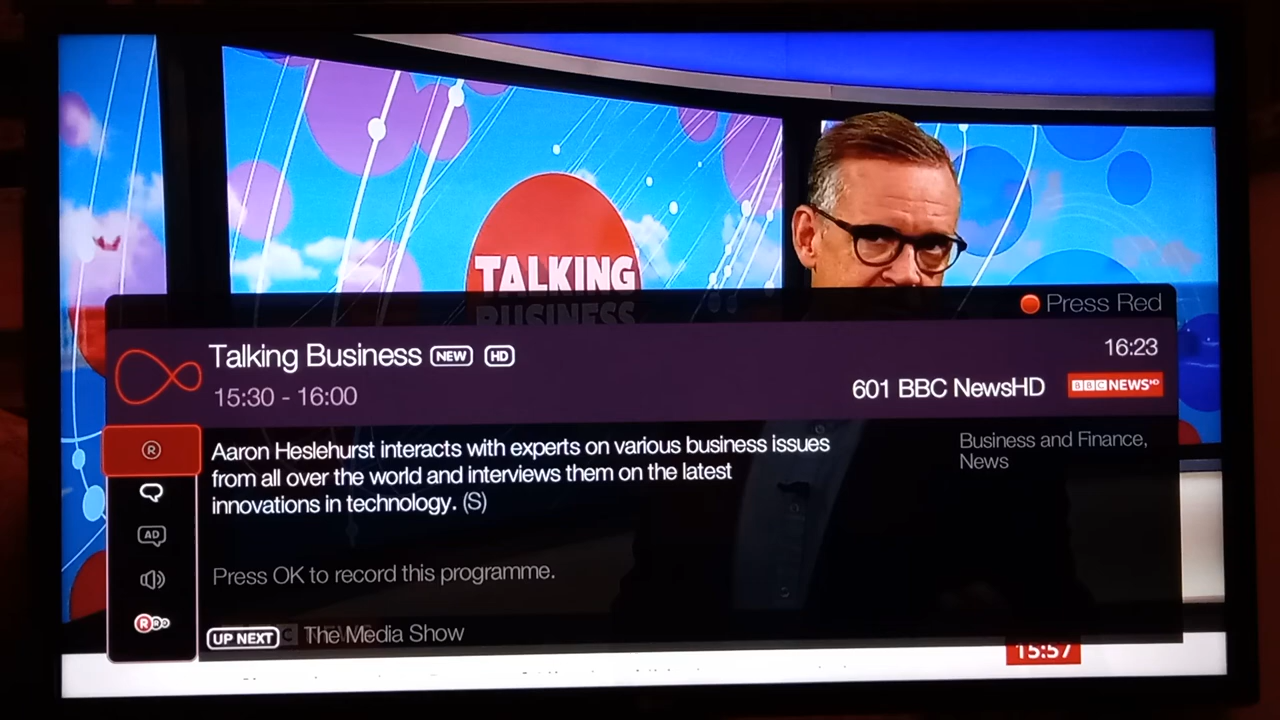 TALKING
BUSINESS
Press Red
Talking Business NEW HD
16:23
15:30 - 16:00
601 BBC NewsHD BBC NEWS HD
R
Aaron Heslehurst interacts with experts on various business issues
from all over the world and interviews them on the latest
innovations in technology. (S)
Business and Finance,
News
AD
Press OK to record this programme.
R
UP NEXT The Media Show
15:57